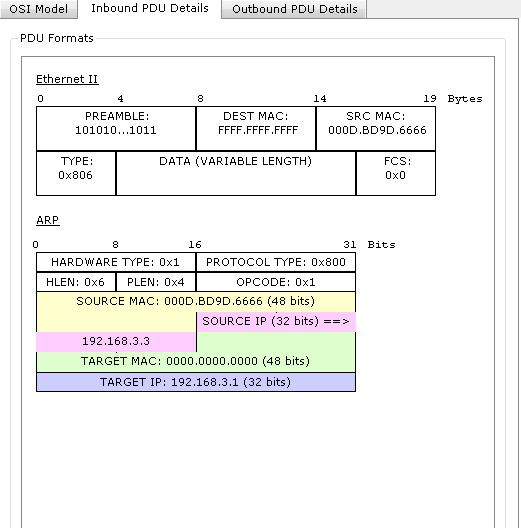 OSI Model Inbound PDU Details Outbound PDU Details
PDU Formats
Ethernet II
0 4 8 14 19 Bytes
PREAMBLE: DEST MAC: SRC MAC:
101010...1011 FFFF.FFFF.FFFF 000D.BD9D.6666
TYPE: DATA (VARIABLE LENGTH) FCS:
0x806 0x0
ARP
0 8 16 31 Bits
HARDWARE TYPE: 0x1 PROTOCOL TYPE: 0x800
HLEN: 0x6 PLEN: 0x4 OPCODE: 0x1
SOURCE MAC: 000D.BD9D.6666 (48 bits)
SOURCE IP (32 bits) ==>
192.168.3.3
TARGET MAC: 0000.0000.0000 (48 bits)
TARGET IP: 192.168.3.1 (32 bits)